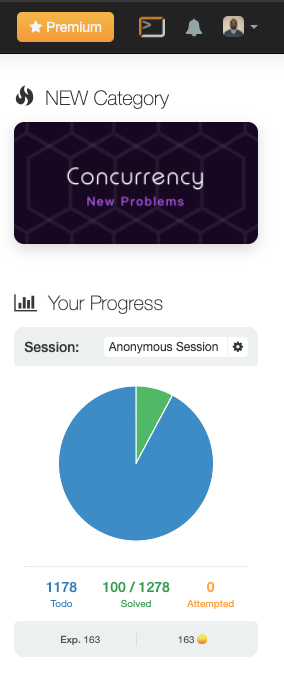 Premium
NEW Category
Concurrency
New Problems
Your Progress
Session: Anonymous Session
1178 100 / 1278 0
Todo Solved Attempted
Exp. 163 163